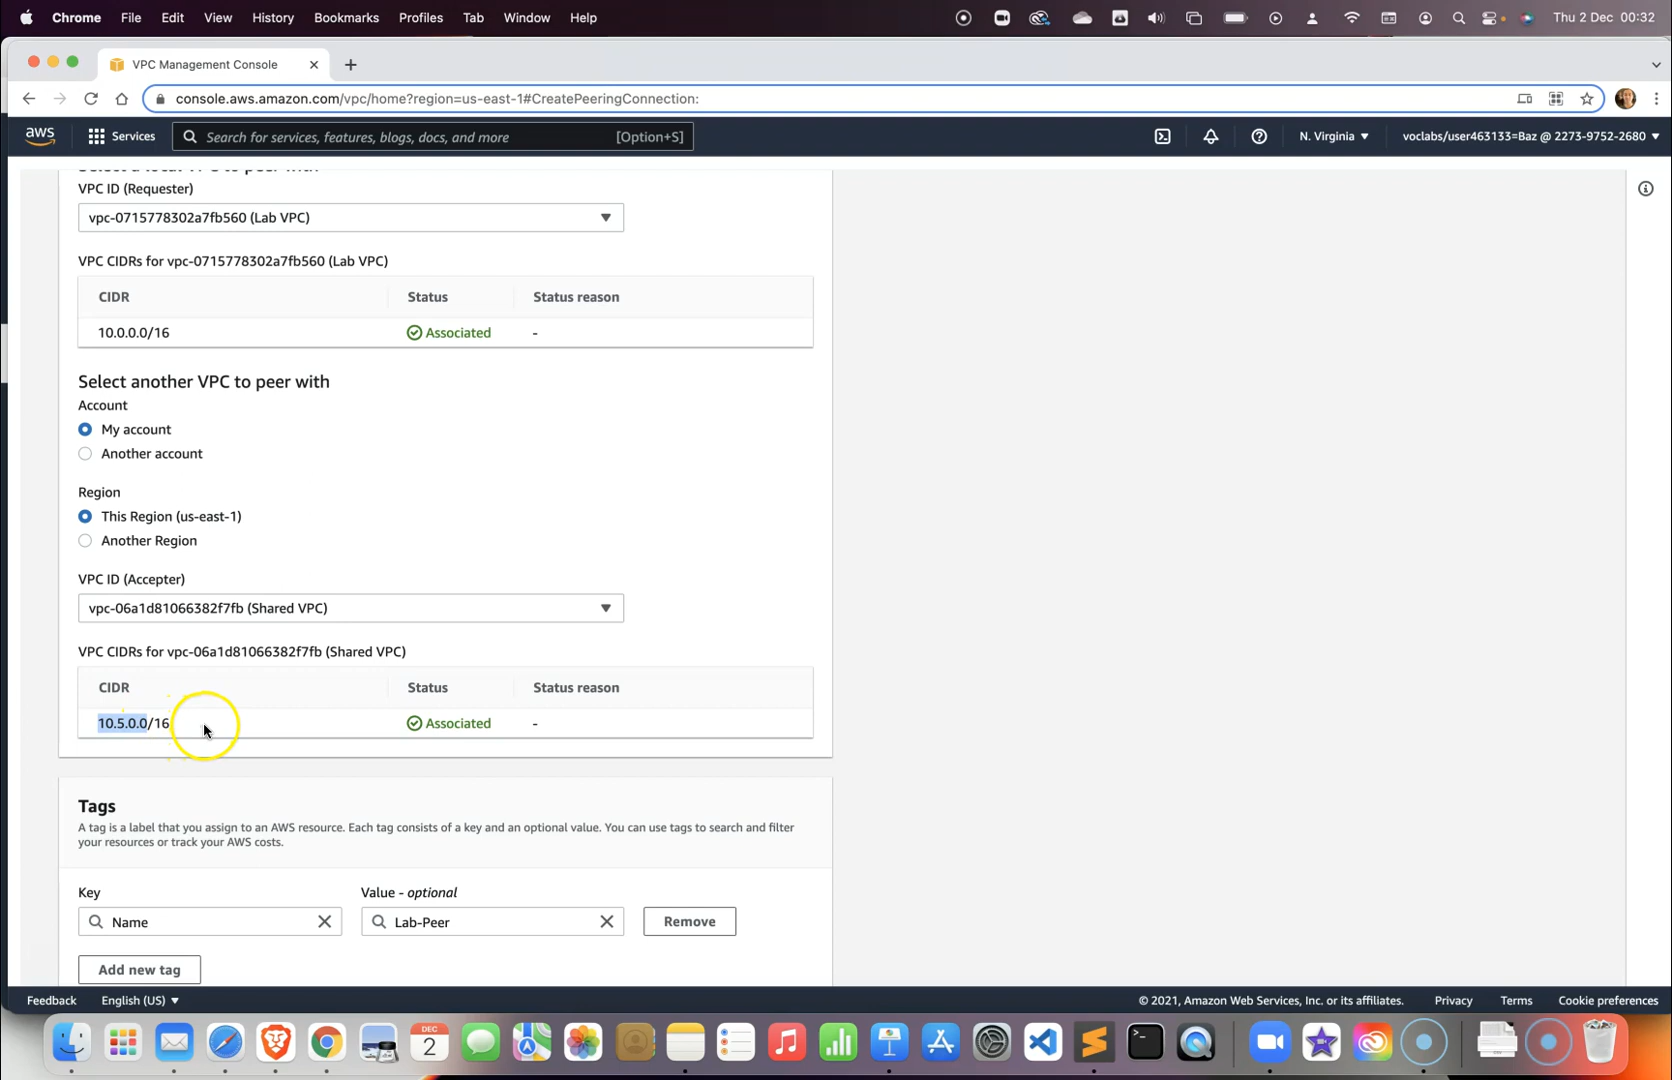 Chrome File Edit View History Bookmarks Profiles Tab Window Help Thu 2 Dec 00:32
VPC Management Console
console.aws.amazon.com/vpc/home?region=us-east-1#CreatePeeringConnection:
aws Services Search for services, features, blogs, docs, and more [Option+S] N. Virginia voclabs/user463133=Baz @ 2273-9752-2680
Select a local VPC to peer with
VPC ID (Requester)
vpc-0715778302a7fb560 (Lab VPC)
VPC CIDRs for vpc-0715778302a7fb560 (Lab VPC)
CIDR Status Status reason
10.0.0.0/16 Associated -
Select another VPC to peer with
Account
My account
Another account
Region
This Region (us-east-1)
Another Region
VPC ID (Accepter)
vpc-06a1d81066382f7fb (Shared VPC)
VPC CIDRs for vpc-06a1d81066382f7fb (Shared VPC)
CIDR Status Status reason
10.5.0.0/16 Associated -
Tags
A tag is a label that you assign to an AWS resource. Each tag consists of a key and an optional value. You can use tags to search and filter
your resources or track your AWS costs.
Key Value - optional
Name Lab-Peer Remove
Add new tag
Feedback English (US) © 2021, Amazon Web Services, Inc. or its affiliates. Privacy Terms Cookie preferences
DEC
2